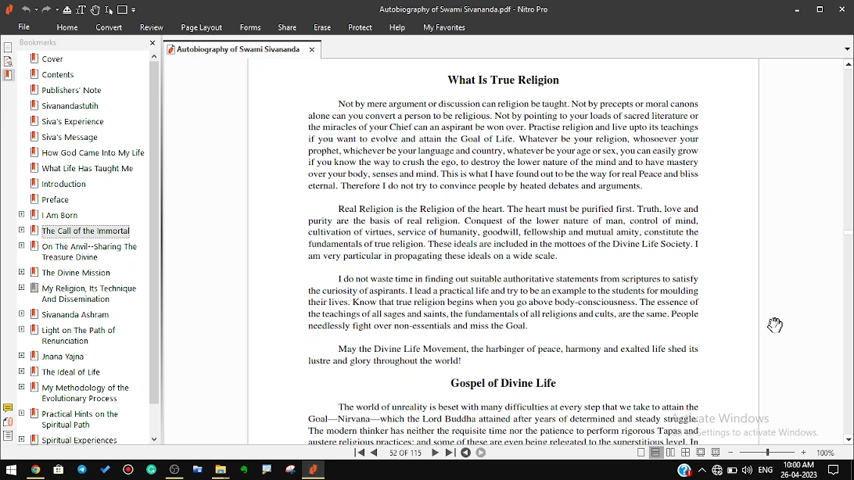 Autobiography of Swami Sivananda.pdf - Nitro Pro
File Home Convert Review Page Layout Forms Share Erase Protect Help My Favorites
Bookmarks
Autobiography of Swami Sivananda
Cover
Contents
Publishers' Note
Sivanandastutih
Siva's Experience
Siva's Message
How God Came Into My Life
What Life Has Taught Me
Introduction
Preface
I am Born
The Call of the Immortal
On The Anvil--Sharing The
Treasure Divine
The Divine Mission
My Religion, Its Technique
And Dissemination
Sivananda Ashram
Light on The Path of
Renunciation
Jnana Yajna
The Ideal of Life
My Methodology of the
Evolutionary Process
Practical Hints on the
Spiritual Path
Spiritual Experiences
What Is True Religion
Not by mere argument or discussion can religion be taught. Not by precepts or moral canons
alone can you convert a person to be religious. Not by pointing to your loads of sacred literature or
the miracles of your Chief can an aspirant be won over. Practise religion and live upto its teachings
if you want to evolve and attain the Goal of Life. Whatever be your religion, whosoever your
prophet, whichever be your language and country, whatever be your age or sex, you can easily grow
if you know the way to crush the ego, to destroy the lower nature of the mind and to have mastery
over your body, senses and mind. This is what I have found out to be the way for real Peace and bliss
eternal. Therefore I do not try to convince people by heated debates and arguments.
Real Religion is the Religion of the heart. The heart must be purified first. Truth, love and
purity are the basis of real religion. Conquest of the lower nature of man, control of mind,
cultivation of virtues, service of humanity, goodwill, fellowship and mutual amity, constitute the
fundamentals of true religion. These ideals are included in the mottoes of the Divine Life Society. I
am very particular in propagating these ideals on a wide scale.
I do not waste time in finding out suitable authoritative statements from scriptures to satisfy
the curiosity of aspirants. I lead a practical life and try to be an example to the students for moulding
their lives. Know that true religion begins when you go above body-consciousness. The essence of
the teachings of all sages and saints, the fundamentals of all religions and cults, are the same. People
needlessly fight over non-essentials and miss the Goal.
May the Divine Life Movement, the harbinger of peace, harmony and exalted life shed its
lustre and glory throughout the world!
Gospel of Divine Life
The world of unreality is beset with many difficulties at every step that we take to attain the
Goal—Nirvana—which the Lord Buddha attained after years of determined and steady struggle.
The modern thinker has neither the requisite time nor the patience to perform rigorous Tapas and
austere religious practices; and some of these are even being relegated to the superstitious level. In
Activate Windows
Settings to activate Windows.
52 OF 115
100%
ENG
10:00 AM
26-04-2023